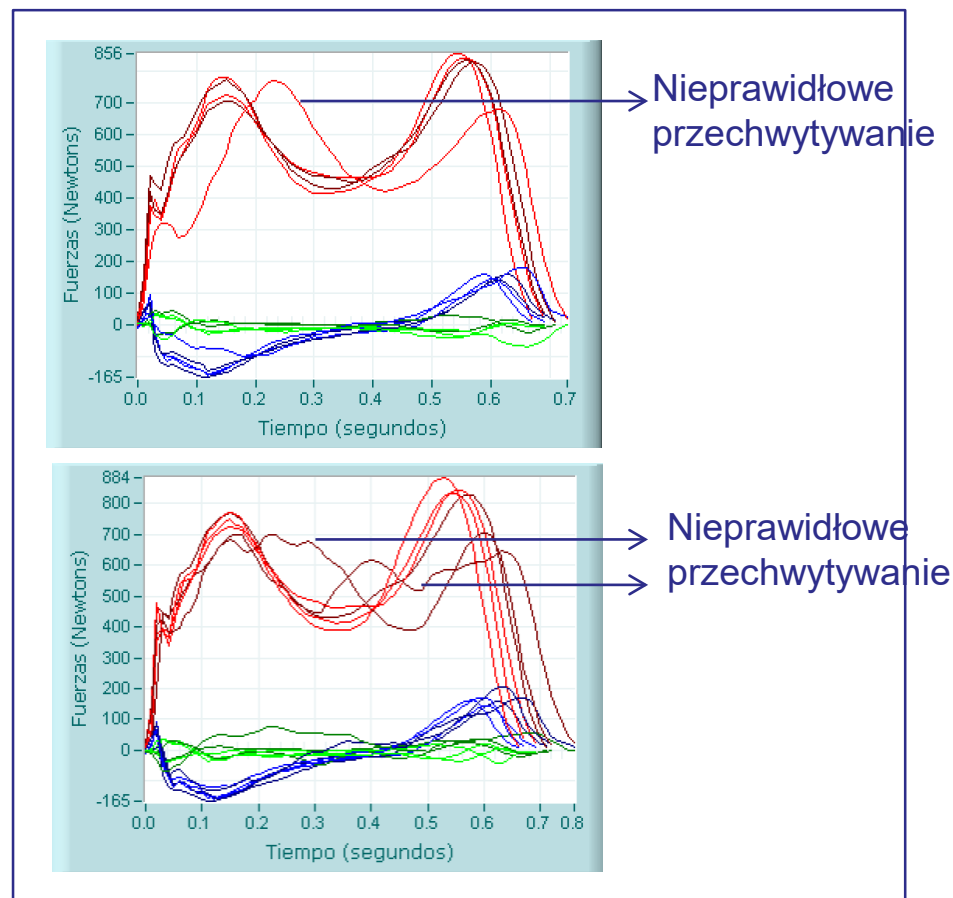 856
700
600
500
400
300
200
100
0
-165
Fuerzas (Newtons)
0.0 0.1 0.2 0.3 0.4 0.5 0.6 0.7
Tiempo (segundos)
Nieprawidłowe
przechwytywanie
884
800
700
600
500
400
300
200
100
0
-165
Fuerzas (Newtons)
0.0 0.1 0.2 0.3 0.4 0.5 0.6 0.7 0.8
Tiempo (segundos)
Nieprawidłowe
przechwytywanie